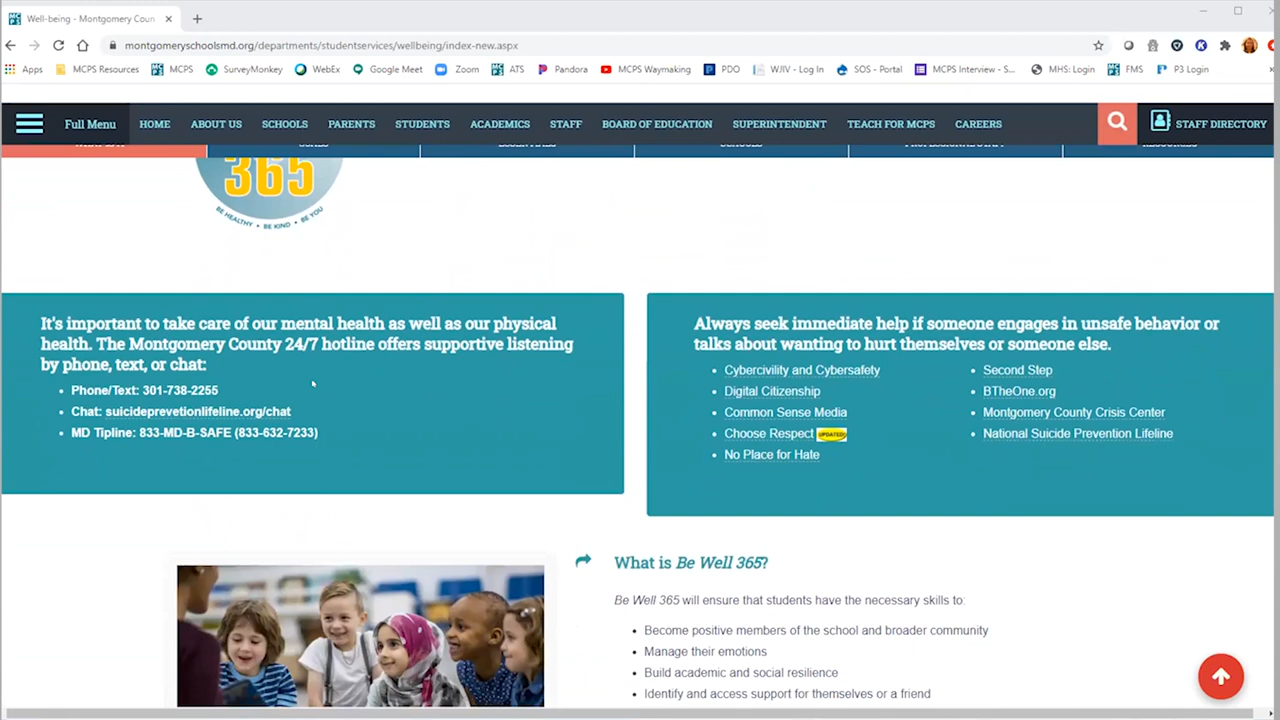 Well-being - Montgomery Coun
montgomeryschoolsmd.org/departments/studentservices/wellbeing/index-new.aspx
Apps MCPS Resources MCPS SurveyMonkey WebEx Google Meet Zoom ATS Pandora MCPS Waymaking PDO WJIV - Log In SOS - Portal MCPS Interview - S... MHS: Login FMS P3 Login
Full Menu HOME ABOUT US SCHOOLS PARENTS STUDENTS ACADEMICS STAFF BOARD OF EDUCATION SUPERINTENDENT TEACH FOR MCPS CAREERS STAFF DIRECTORY
365
BE HEALTHY • BE KIND • BE YOU
It's important to take care of our mental health as well as our physical
health. The Montgomery County 24/7 hotline offers supportive listening
by phone, text, or chat:
• Phone/Text: 301-738-2255
• Chat: suicideprevetionlifeline.org/chat
• MD Tipline: 833-MD-B-SAFE (833-632-7233)
Always seek immediate help if someone engages in unsafe behavior or
talks about wanting to hurt themselves or someone else.
• Cybercivility and Cybersafety
• Digital Citizenship
• Common Sense Media
• Choose Respect UPDATED!
• No Place for Hate
• Second Step
• BTheOne.org
• Montgomery County Crisis Center
• National Suicide Prevention Lifeline
What is Be Well 365?
Be Well 365 will ensure that students have the necessary skills to:
• Become positive members of the school and broader community
• Manage their emotions
• Build academic and social resilience
• Identify and access support for themselves or a friend